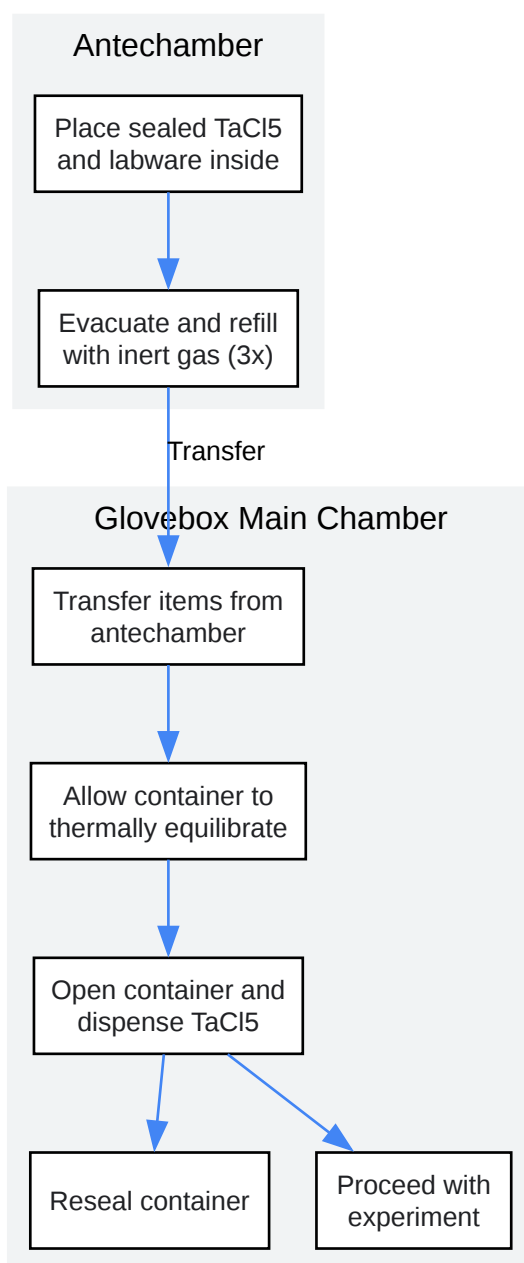 Antechamber
Place sealed TaCl5
and labware inside
Evacuate and refill
with inert gas (3x)
Transfer
Glovebox Main Chamber
Transfer items from
antechamber
Allow container to
thermally equilibrate
Open container and
dispense TaCl5
Reseal container
Proceed with
experiment